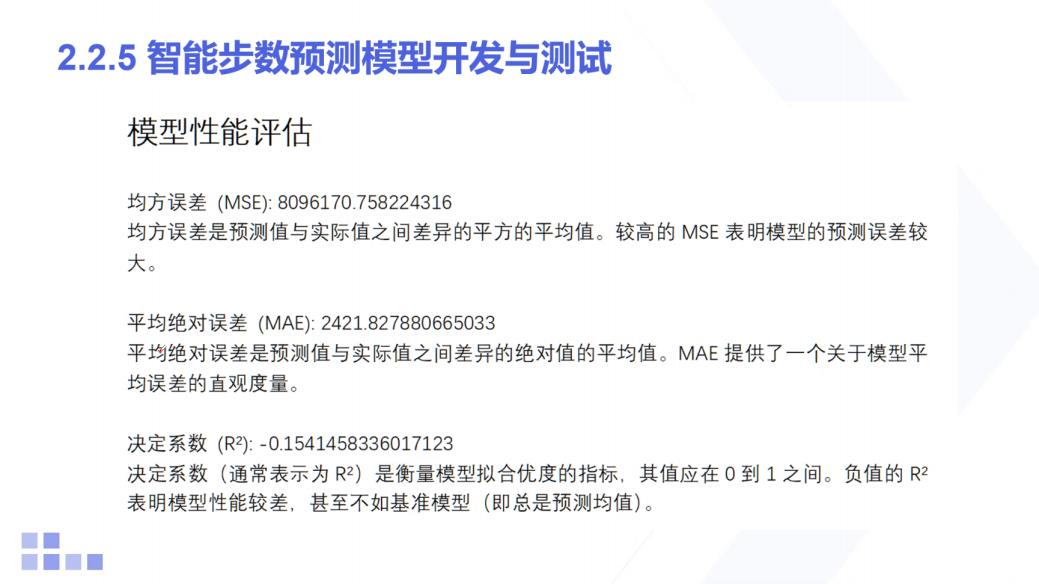 2.2.5 智能步数预测模型开发与测试
模型性能评估
均方误差 (MSE): 8096170.758224316
均方误差是预测值与实际值之间差异的平方的平均值。较高的 MSE 表明模型的预测误差较
大。
平均绝对误差 (MAE): 2421.827880665033
平均绝对误差是预测值与实际值之间差异的绝对值的平均值。MAE 提供了一个关于模型平
均误差的直观度量。
决定系数 (R²): -0.1541458336017123
决定系数（通常表示为 R²）是衡量模型拟合优度的指标，其值应在 0 到 1 之间。负值的 R²
表明模型性能较差，甚至不如基准模型（即总是预测均值）。